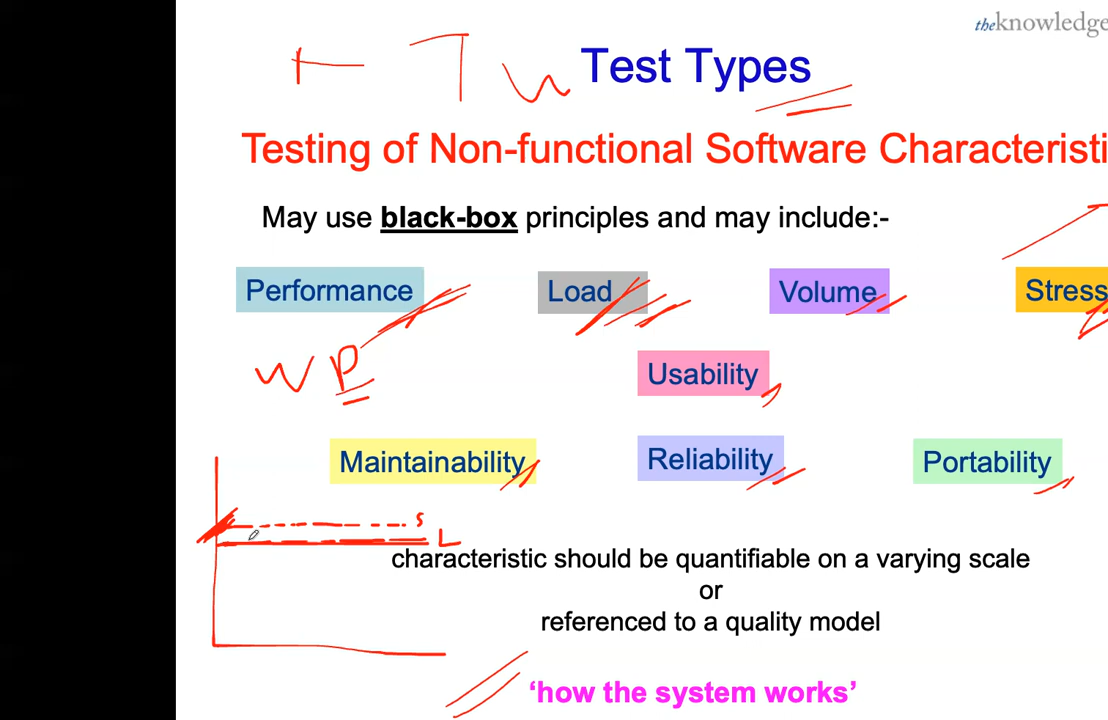 theknowledge
Test Types
Testing of Non-functional Software Characteristi
May use black-box principles and may include:-
Performance Load Volume Stress
W P
Usability
Maintainability Reliability Portability
S
L
characteristic should be quantifiable on a varying scale
or
referenced to a quality model
‘how the system works’